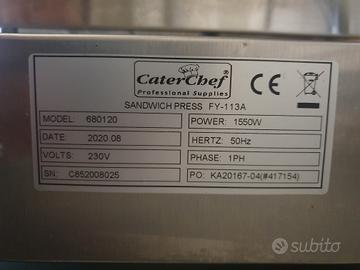 CaterChef®
Professional Supplies
CE
SANDWICH PRESS FY-113A
MODEL: 680120 POWER: 1550W
DATE: 2020.08 HERTZ: 50Hz
VOLTS: 230V PHASE: 1PH
SN: C852008025 PO: KA20167-04(#417154)
subito